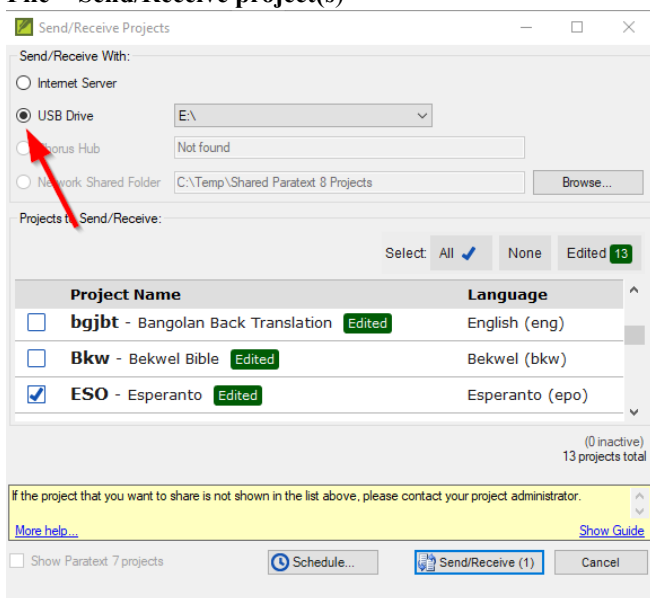 File – Send/Receive project(s)
Send/Receive Projects
Send/Receive With:
Internet Server
USB Drive E:\
Chorus Hub Not found
Network Shared Folder C:\Temp\Shared Paratext 8 Projects Browse...
Projects to Send/Receive:
Select: All None Edited 13
Project Name Language
bgjbt - Bangolan Back Translation Edited English (eng)
Bkw - Bekwel Bible Edited Bekwel (bkw)
ESO - Esperanto Edited Esperanto (epo)
(0 inactive)
13 projects total
If the project that you want to share is not shown in the list above, please contact your project administrator.
More help... Show Guide
Show Paratext 7 projects Schedule... Send/Receive (1) Cancel